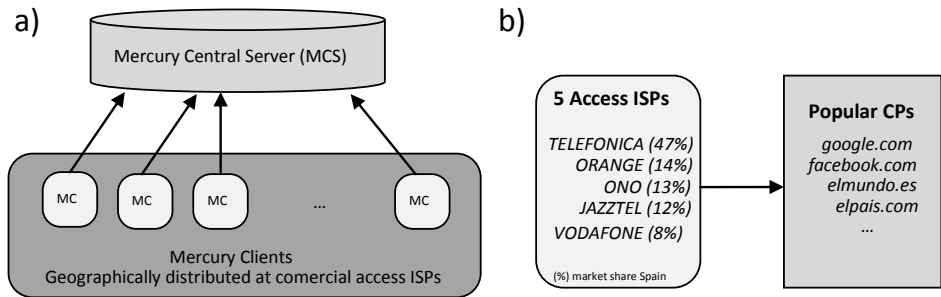 a)
Mercury Central Server (MCS)
MC
MC
MC
...
MC
Mercury Clients
Geographically distributed at comercial access ISPs
b)
5 Access ISPs
TELEFONICA (47%)
ORANGE (14%)
ONO (13%)
JAZZTEL (12%)
VODAFONE (8%)
(%) market share Spain
Popular CPs
google.com
facebook.com
elmundo.es
elpais.com
...